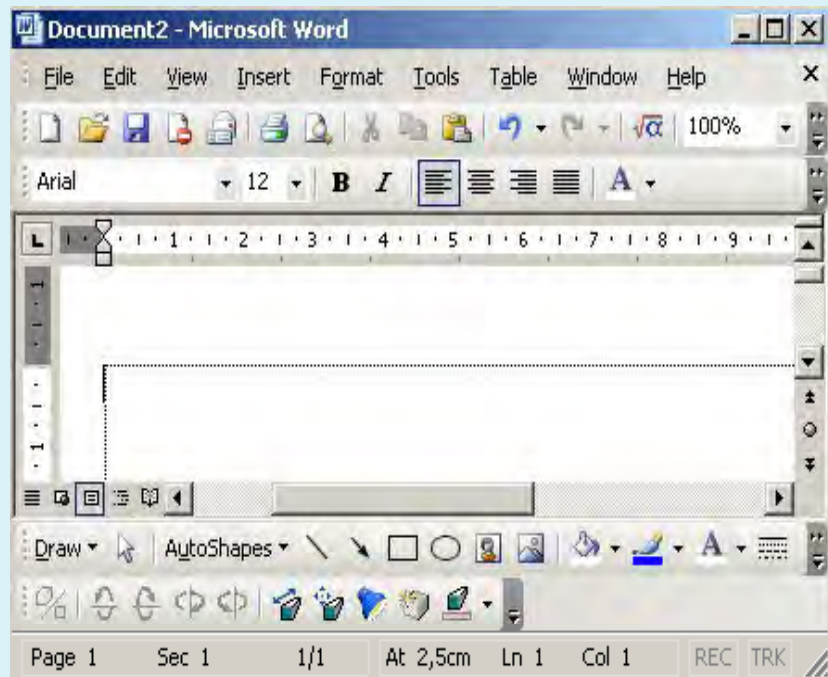 Document2 - Microsoft Word
File Edit View Insert Format Tools Table Window Help
√α 100%
Arial 12 B I A
L 1 2 3 4 5 6 7 8 9
1
1
Draw AutoShapes A
Page 1 Sec 1 1/1 At 2,5cm Ln 1 Col 1 REC TRK